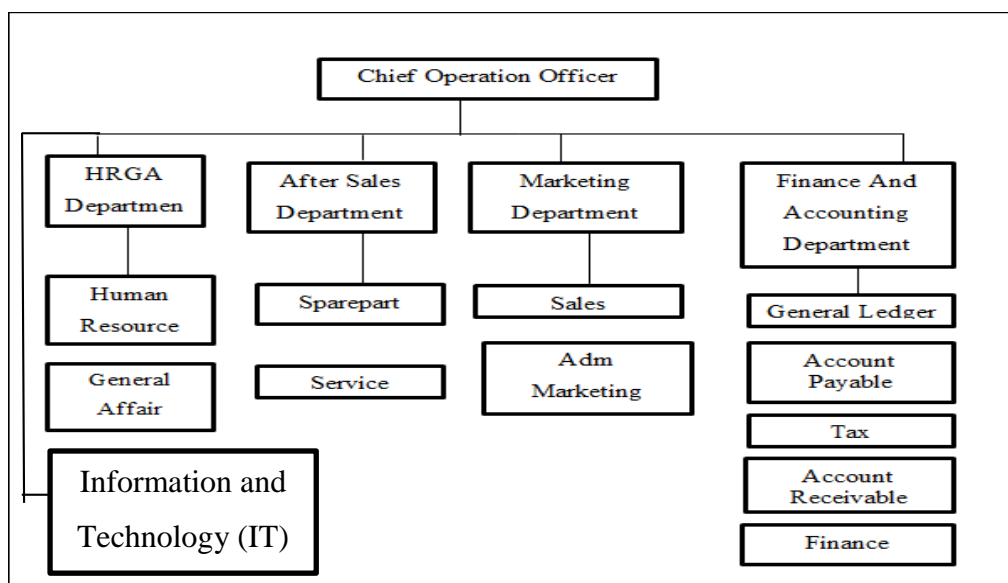 Chief Operation Officer
HRGA
Departmen
After Sales
Department
Marketing
Department
Finance And
Accounting
Department
Human
Resource
Sparepart
Sales
General Ledger
General
Affair
Service
Adm
Marketing
Account
Payable
Tax
Information and
Technology (IT)
Account
Receivable
Finance